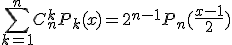 \sum_{k=1}^{n} C_n^k P_k(x) = 2^{n-1} P_n(\frac{x-1}{2})